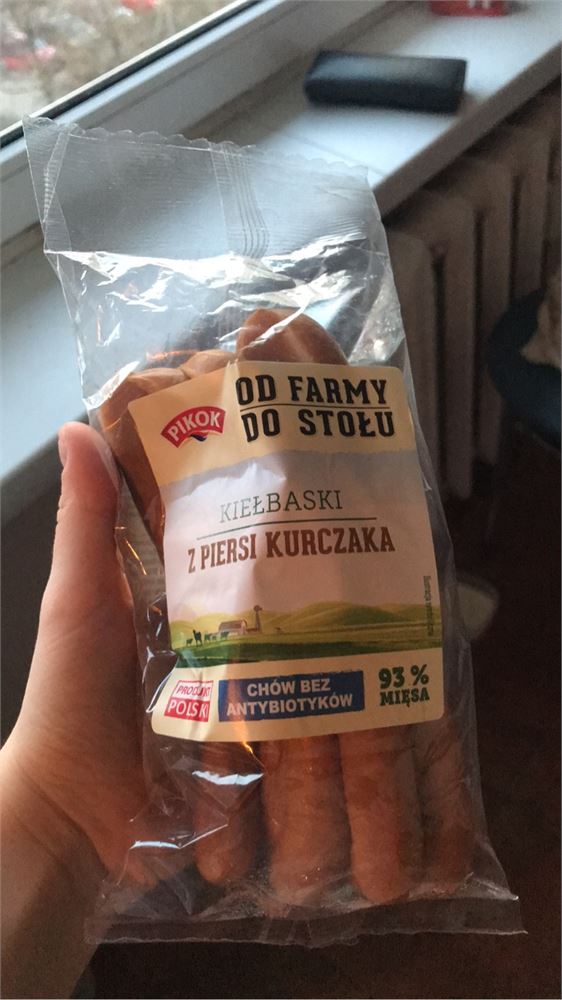 PIKOK
OD FARMY
DO STOŁU
KIEŁBASKI
Z PIERSI KURCZAKA
PRODUKT
POLSKI
CHÓW BEZ
ANTYBIOTYKÓW
93 %
MIĘSA